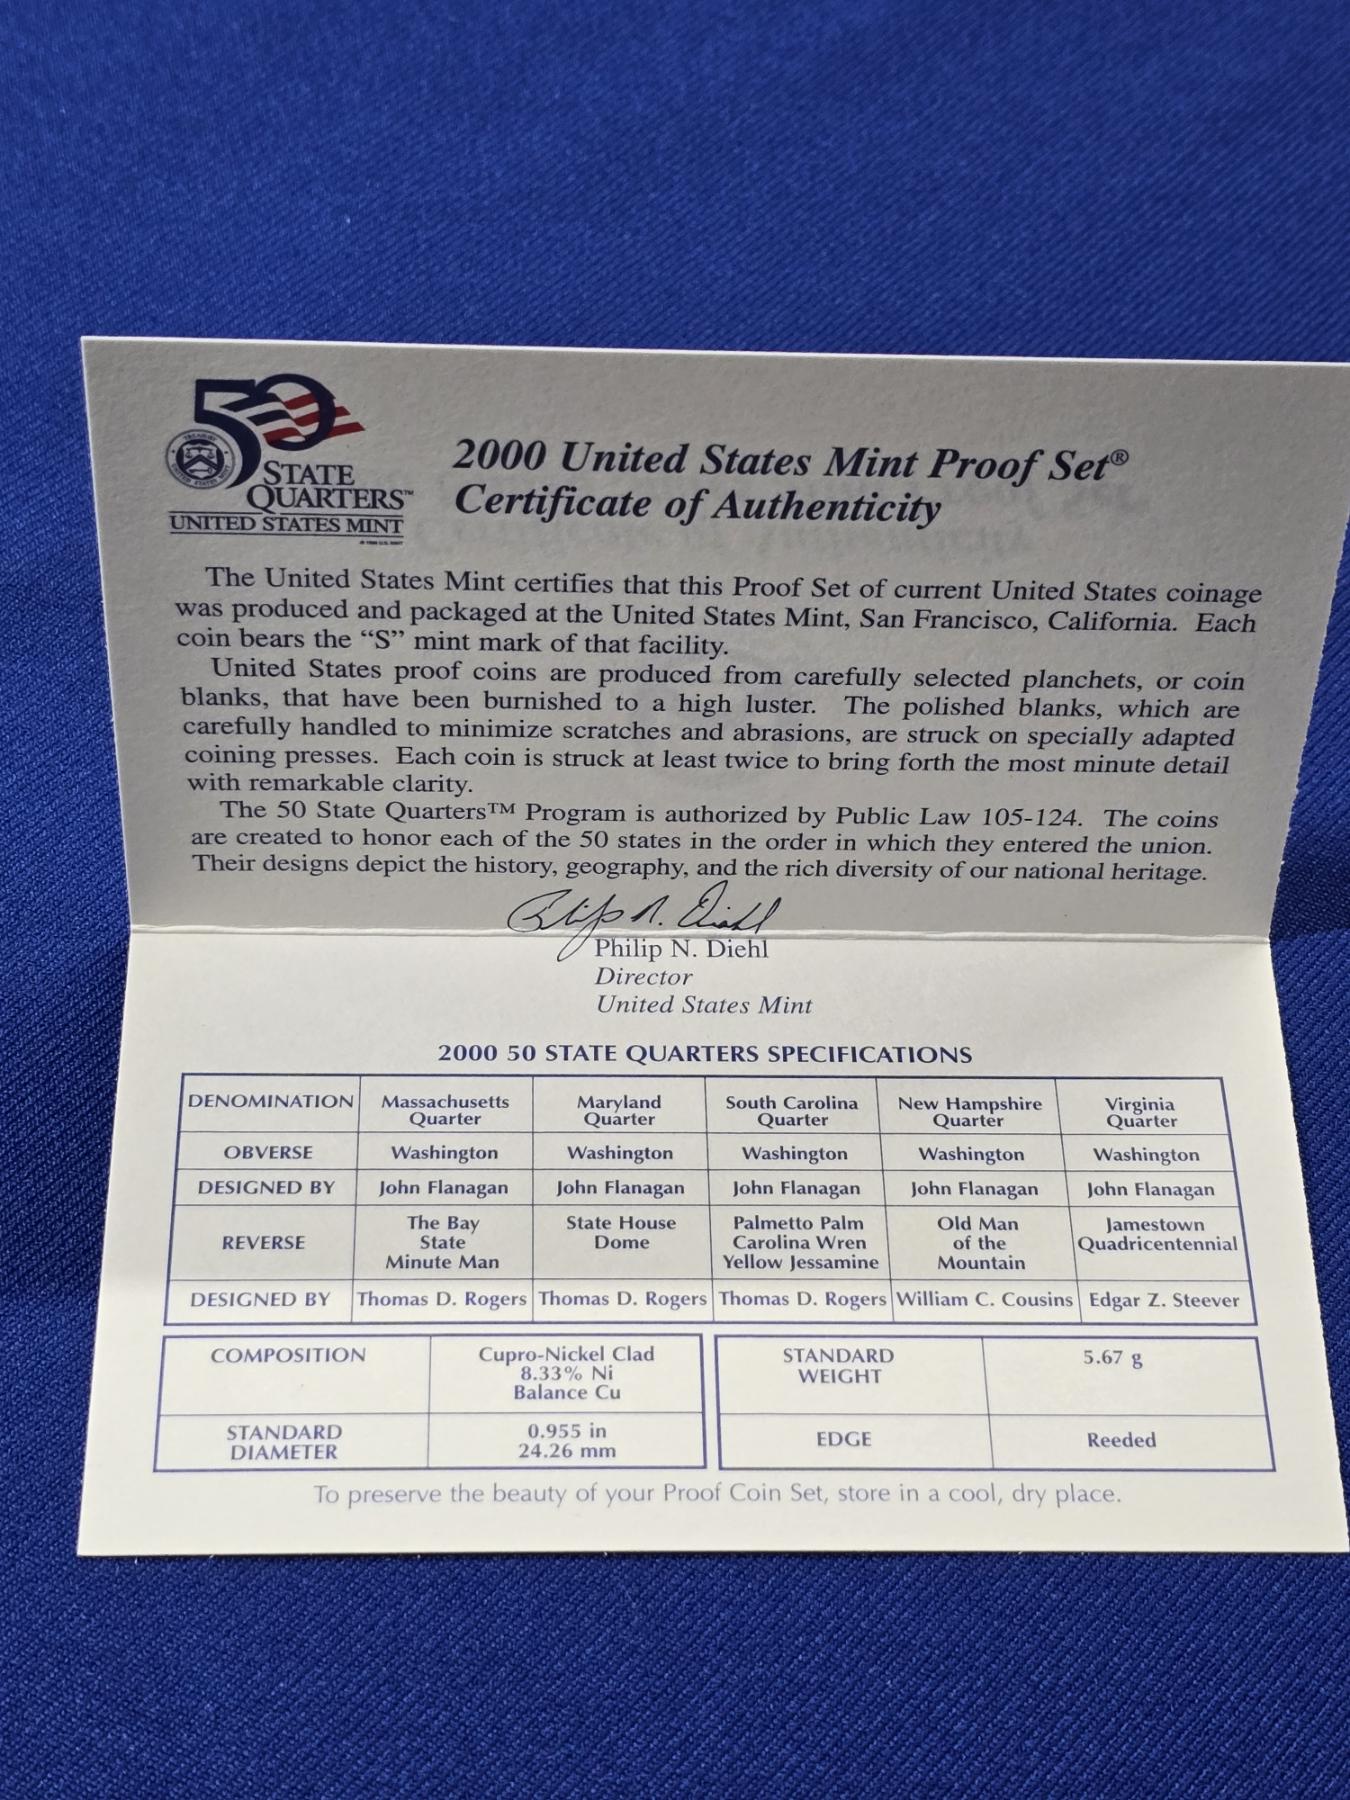 50
STATE
QUARTERS™
UNITED STATES MINT
2000 United States Mint Proof Set®
Certificate of Authenticity
The United States Mint certifies that this Proof Set of current United States coinage
was produced and packaged at the United States Mint, San Francisco, California. Each
coin bears the “S” mint mark of that facility.
United States proof coins are produced from carefully selected planchets, or coin
blanks, that have been burnished to a high luster. The polished blanks, which are
carefully handled to minimize scratches and abrasions, are struck on specially adapted
coining presses. Each coin is struck at least twice to bring forth the most minute detail
with remarkable clarity.
The 50 State Quarters™ Program is authorized by Public Law 105-124. The coins
are created to honor each of the 50 states in the order in which they entered the union.
Their designs depict the history, geography, and the rich diversity of our national heritage.
Philip N. Diehl
Philip N. Diehl
Director
United States Mint
2000 50 STATE QUARTERS SPECIFICATIONS
DENOMINATION Massachusetts Quarter Maryland Quarter South Carolina Quarter New Hampshire Quarter Virginia Quarter
OBVERSE Washington Washington Washington Washington Washington
DESIGNED BY John Flanagan John Flanagan John Flanagan John Flanagan John Flanagan
REVERSE The Bay State Minute Man State House Dome Palmetto Palm Carolina Wren Yellow Jessamine Old Man of the Mountain Jamestown Quadricentennial
DESIGNED BY Thomas D. Rogers Thomas D. Rogers Thomas D. Rogers William C. Cousins Edgar Z. Steever
COMPOSITION Cupro-Nickel Clad 8.33% Ni Balance Cu STANDARD WEIGHT 5.67 g
STANDARD DIAMETER 0.955 in 24.26 mm EDGE Reeded
To preserve the beauty of your Proof Coin Set, store in a cool, dry place.